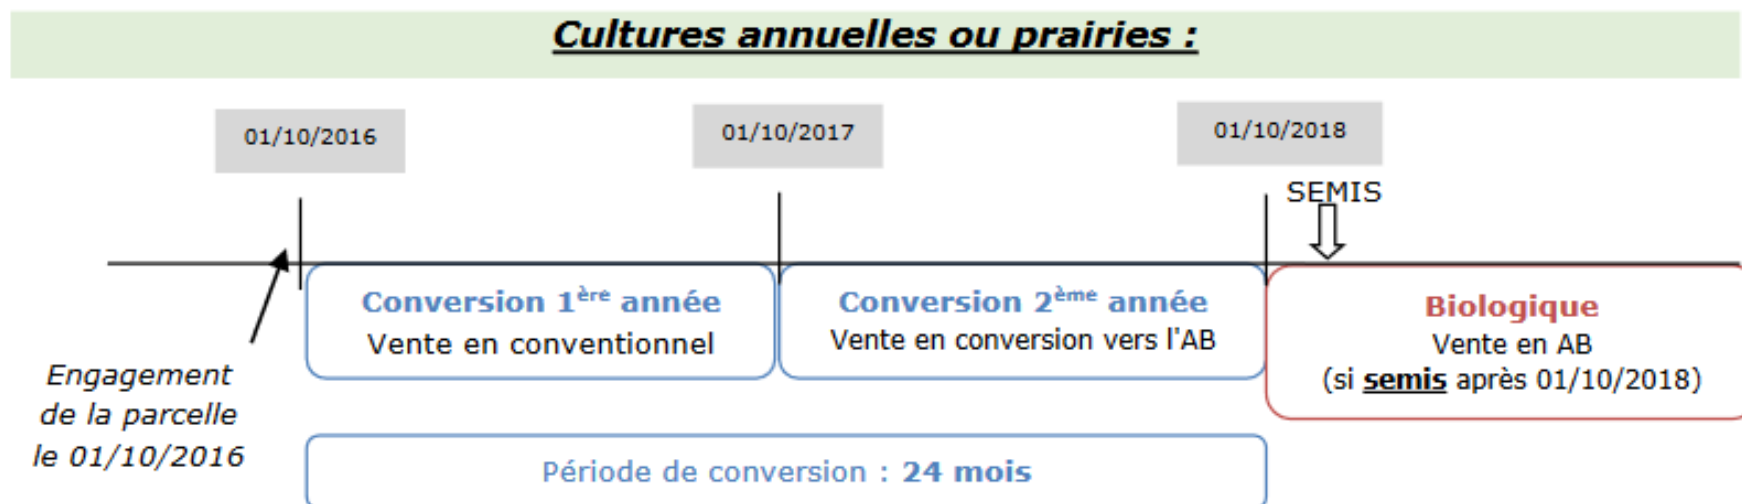 Cultures annuelles ou prairies :
01/10/2016
01/10/2017
01/10/2018
SEMIS
Conversion 1ère année
Vente en conventionnel
Conversion 2ème année
Vente en conversion vers l'AB
Biologique
Vente en AB
(si semis après 01/10/2018)
Engagement
de la parcelle
le 01/10/2016
Période de conversion : 24 mois